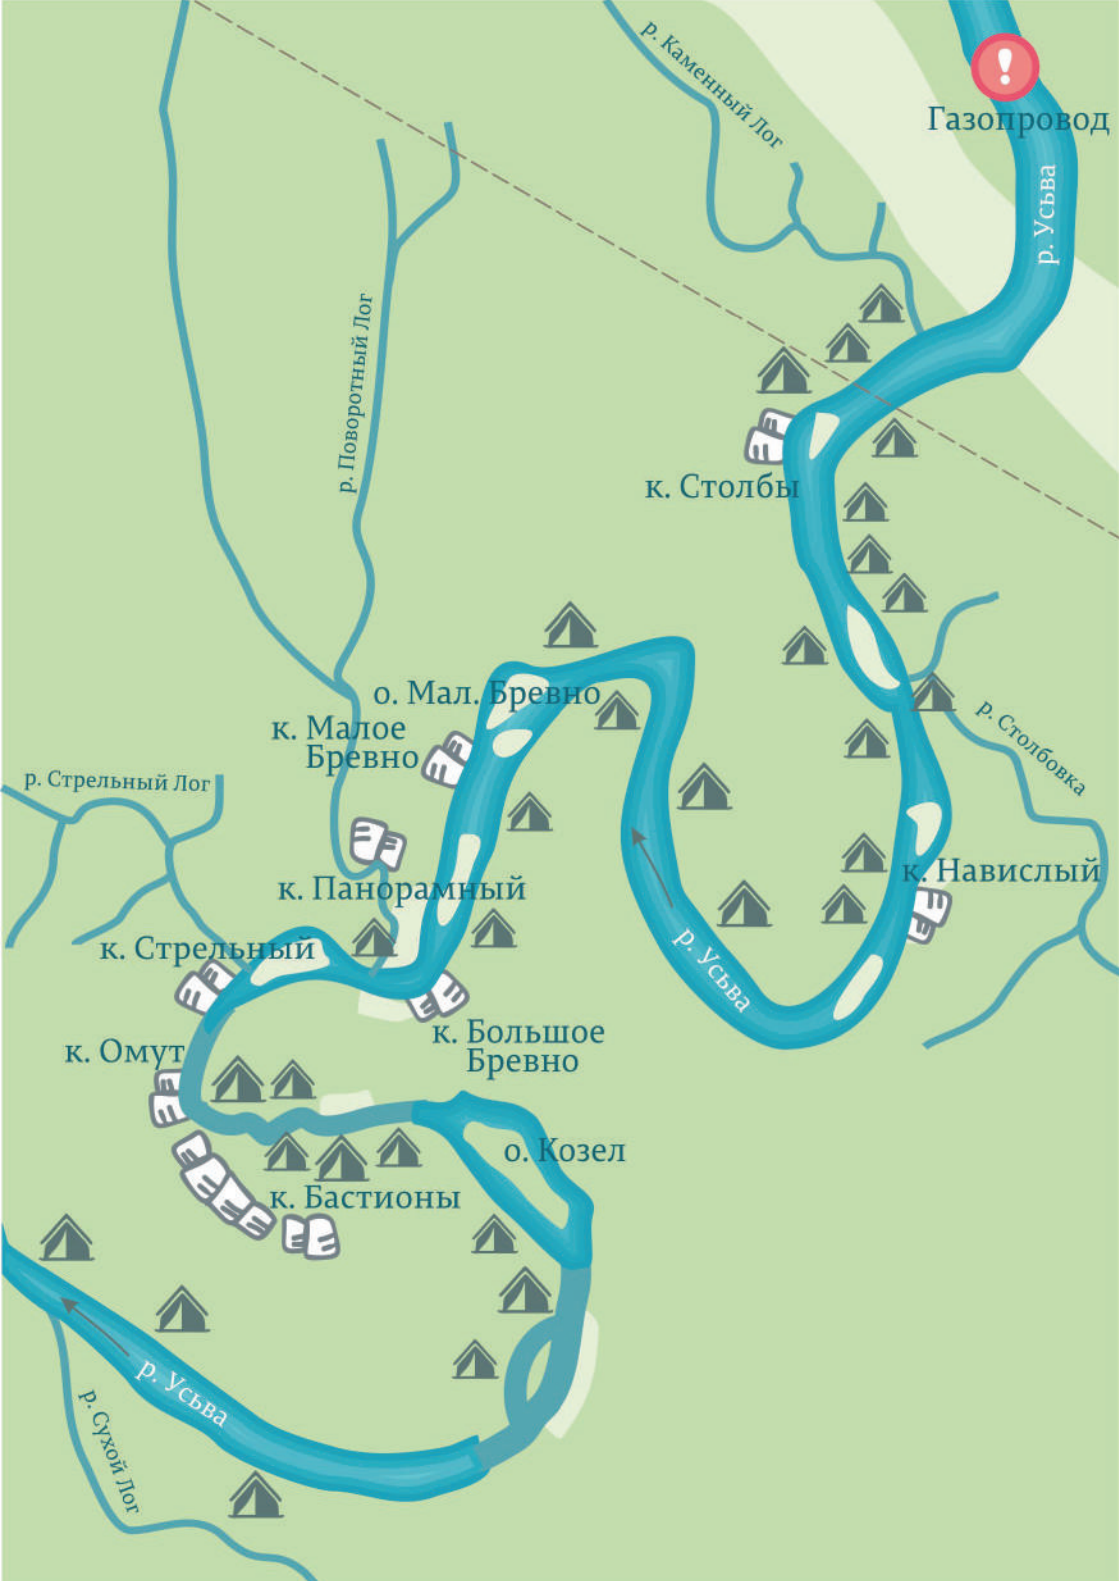 р. Каменный Лог
!
Газопровод
р. Усьва
р. Поворотный Лог
к. Столбы
о. Мал. Бревно
к. Малое
Бревно
р. Столбовка
р. Стрельный Лог
к. Навислый
к. Панорамный
к. Стрельный
р. Усьва
к. Большое
Бревно
к. Омут
о. Козел
к. Бастионы
р. Усьва
р. Сухой Лог